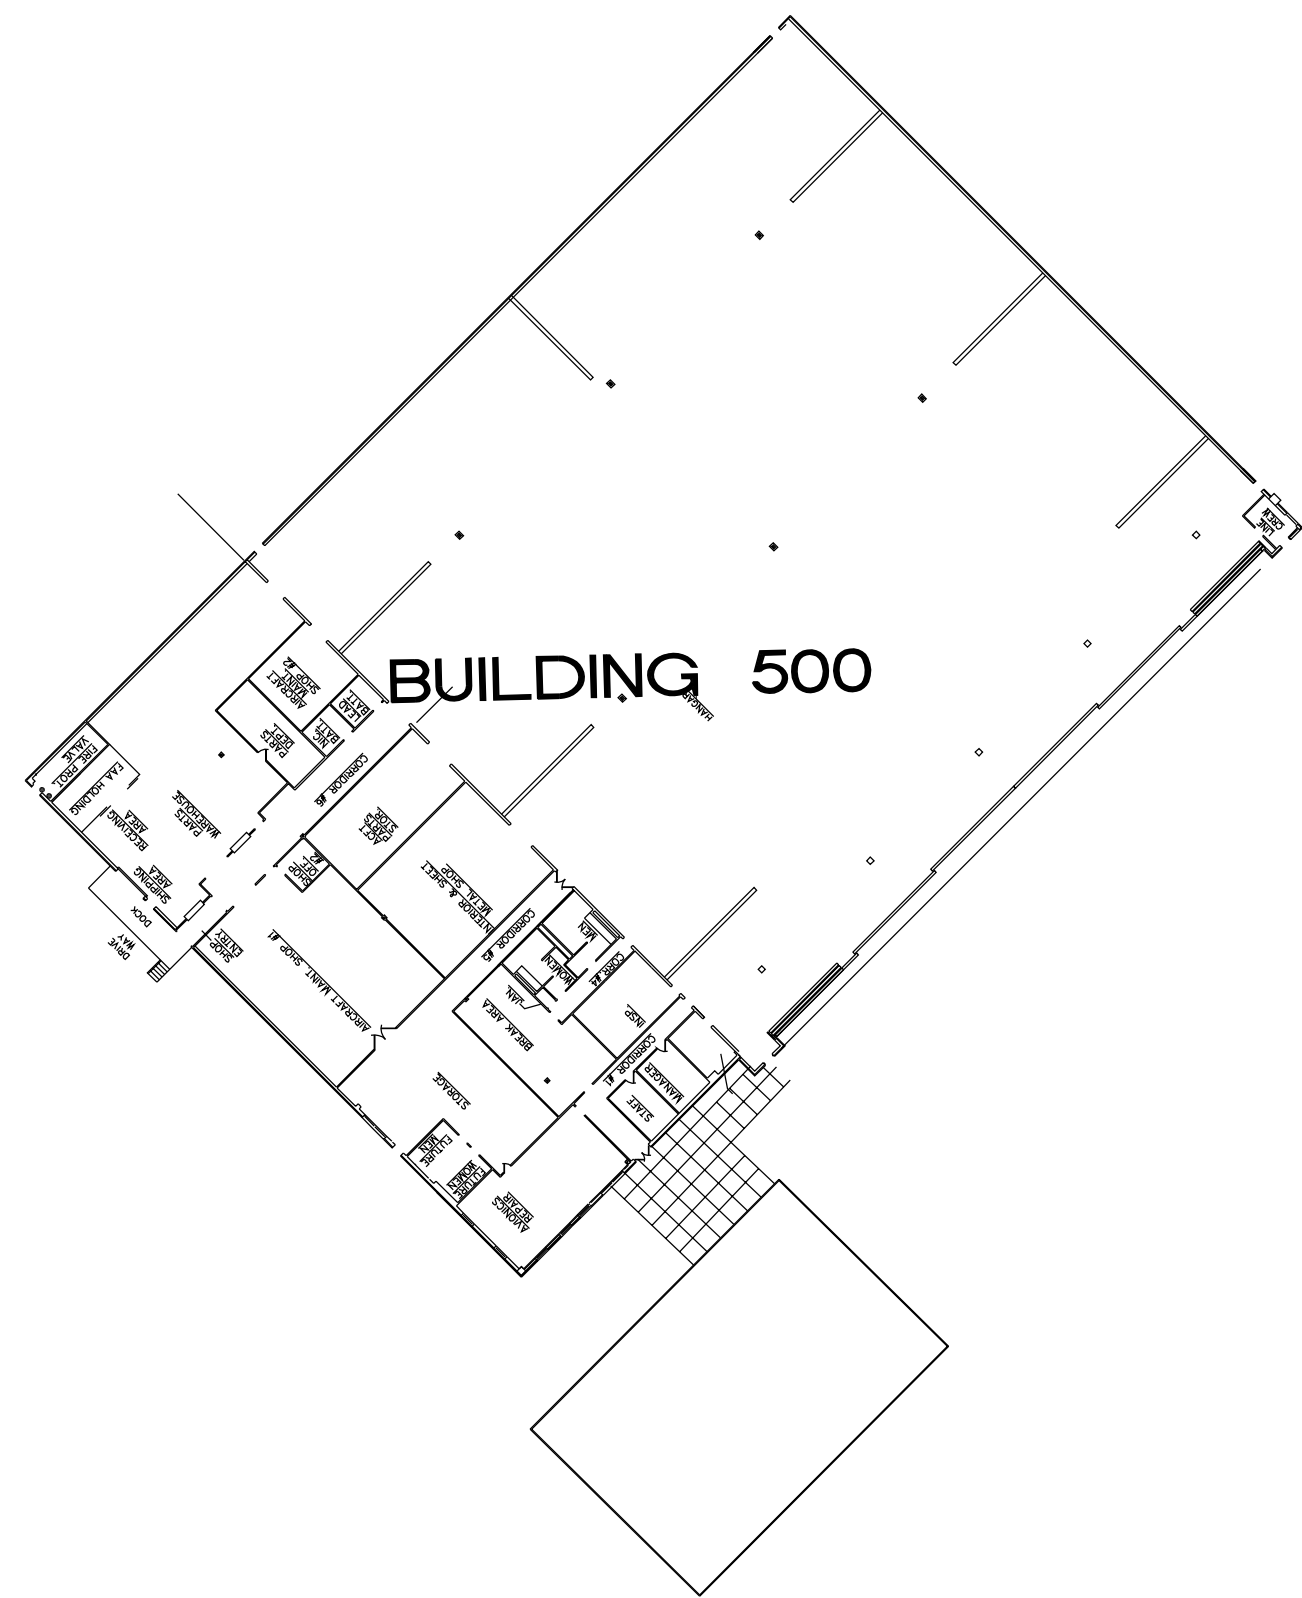 BUILDING 500
HANGAR
LINE
CREW
AIRCRAFT
MAINT
SHOP #2
LEAD
BATT.
NIC.
BATT.
PARTS
DEPT.
CORRIDOR #6
FIRE PROT.
VALVE
FAA HOLDING
RECEIVING
AREA
PARTS
WAREHOUSE
SHIPPING
AREA
DOCK
DRIVE
WAY
SHOP
ENTRY
SHOP
OFF.
#2
ACFT
PARTS
STOR.
INTERIOR & SHEET
METAL SHOP
AIRCRAFT MAINT SHOP #1
CORRIDOR #5
MEN
WOMEN
JAN.
CORR.#4
BREAK AREA
INSP
CORRIDOR #1
MANAGER
STAFF
STORAGE
FUTURE
MEN
FUTURE
WOMEN
AVIONICS
REPAIR